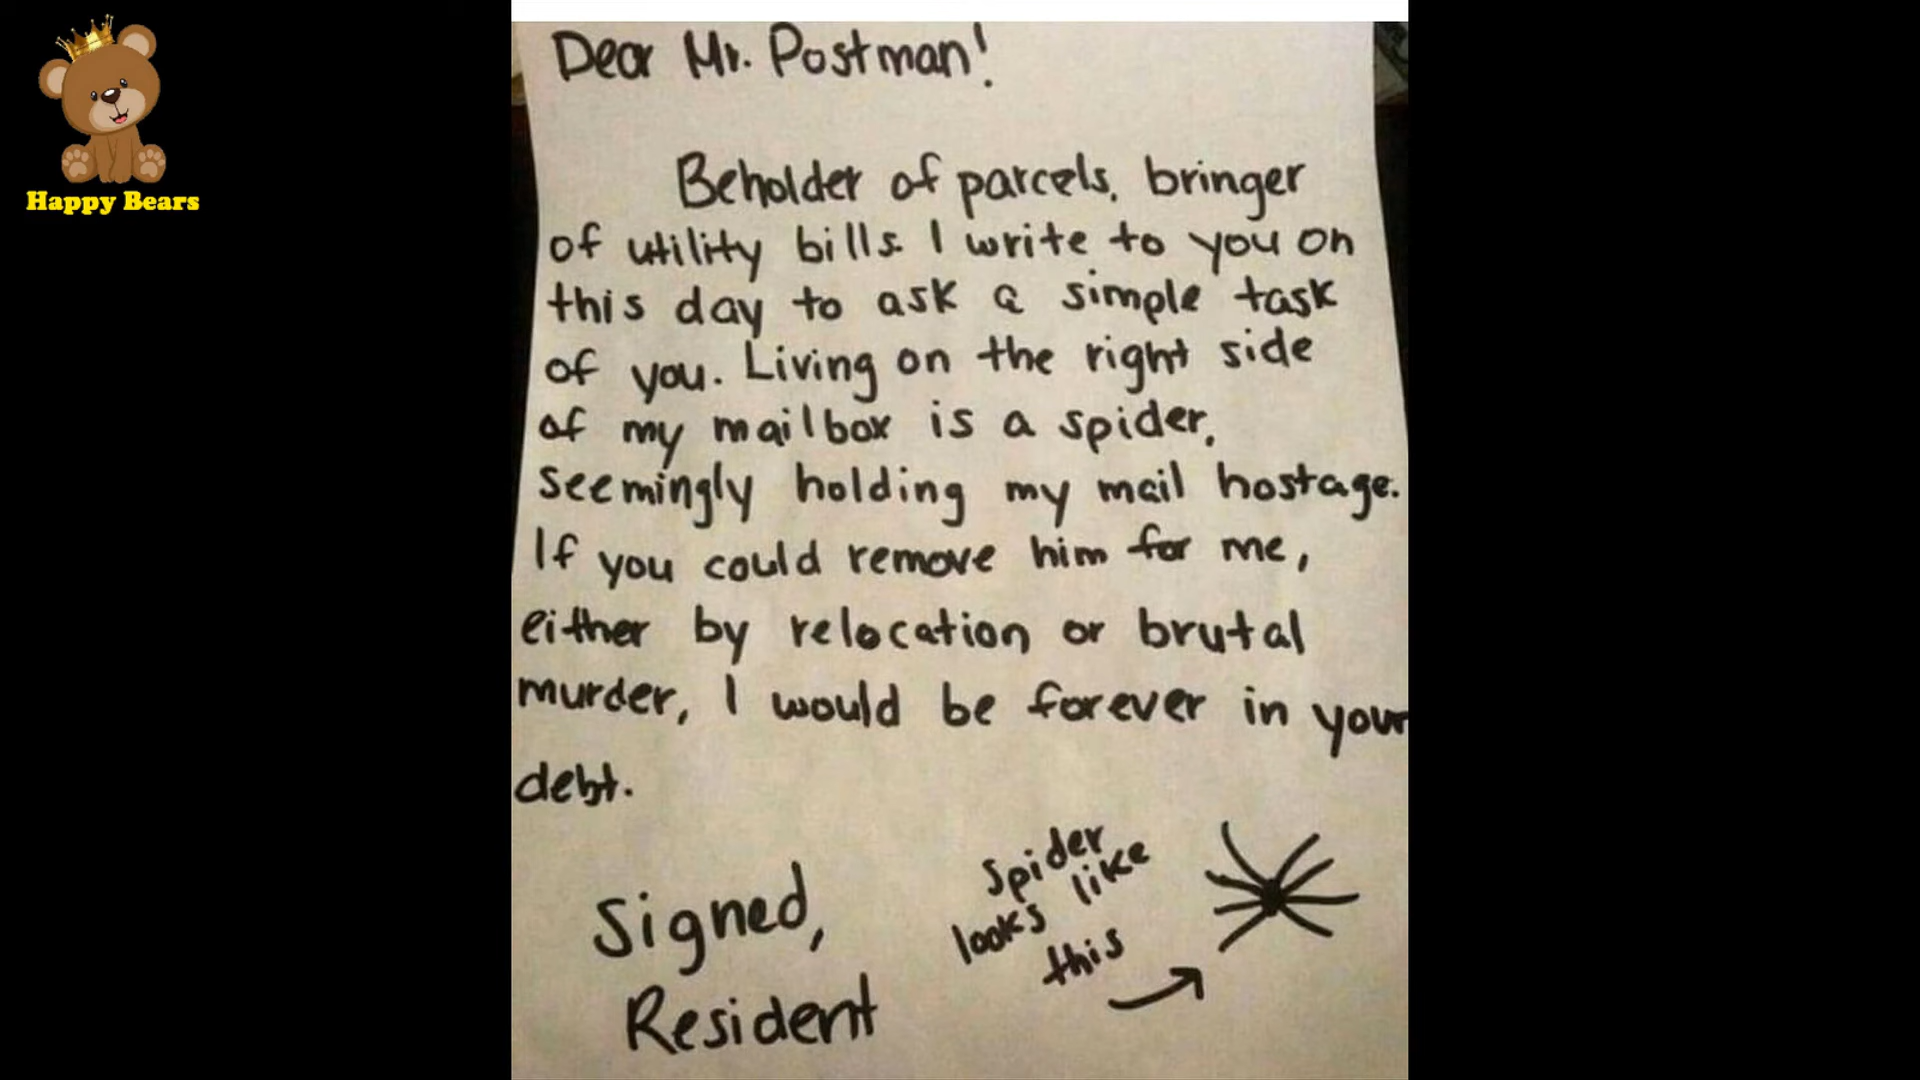 Happy Bears
Dear Mr. Postman!
Beholder of parcels, bringer
of utility bills. I write to you on
this day to ask a simple task
of you. Living on the right side
of my mailbox is a spider,
seemingly holding my mail hostage.
If you could remove him for me,
either by relocation or brutal
murder, I would be forever in your
debt.
Signed,
Resident
spider
looks like
this